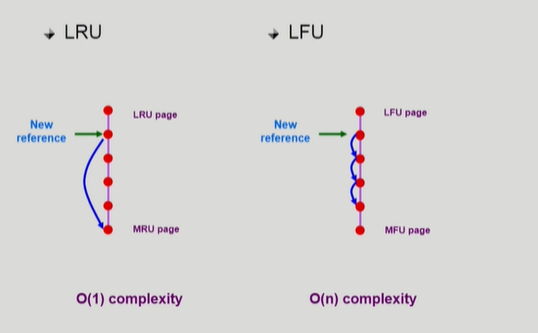 LRU
LRU page
New
reference
MRU page
O(1) complexity
LFU
LFU page
New
reference
MFU page
O(n) complexity